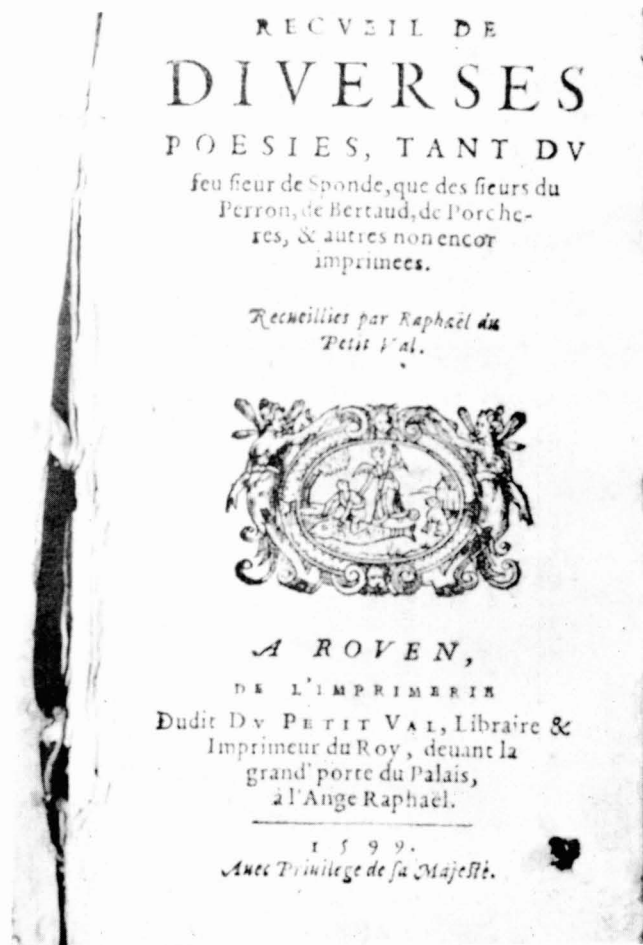 RECVEIL DE
DIVERSES
POESIES, TANT DV
feu sieur de Sponde, que des sieurs du
Perron, de Bertaud, de Porche-
res, & autres non encor
imprimees.
Recueillies par Raphaël du
Petit Val.
A ROVEN,
DE L'IMPRIMERIE
Dudit DV PETIT VAL, Libraire &
Imprimeur du Roy, deuant la
grand' porte du Palais,
à l'Ange Raphaël.
1599.
Auec Priuilege de sa Majesté.